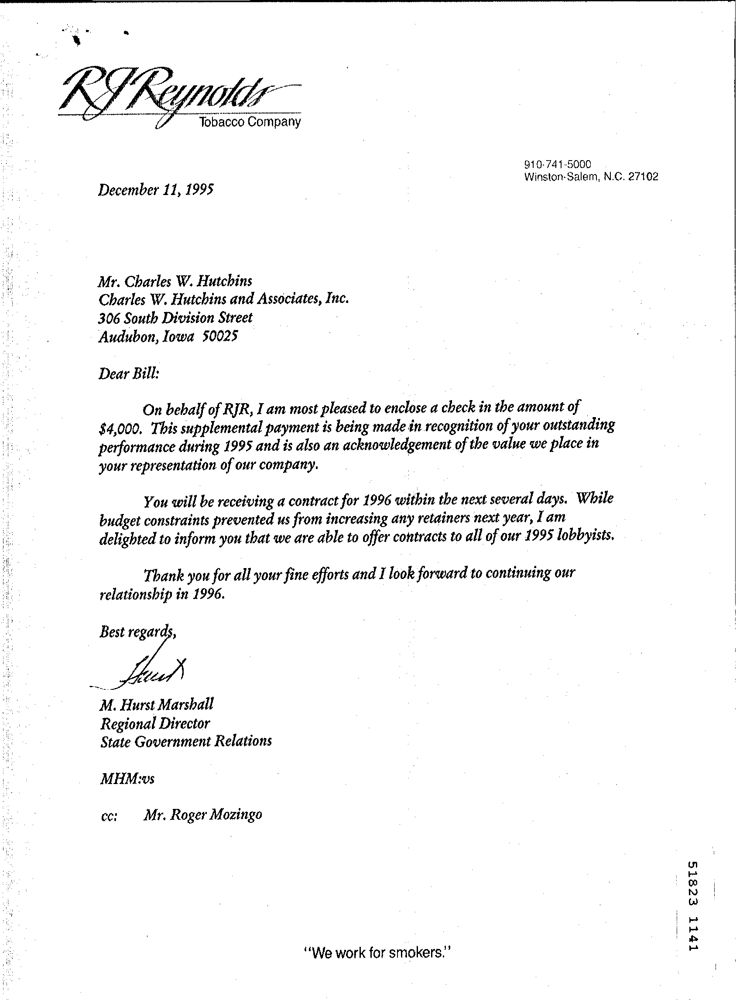 RJReynolds
Tobacco Company
910-741-5000
Winston-Salem, N.C. 27102
December 11, 1995
Mr. Charles W. Hutchins
Charles W. Hutchins and Associates, Inc.
306 South Division Street
Audubon, Iowa 50025
Dear Bill:
On behalf of RJR, I am most pleased to enclose a check in the amount of
$4,000. This supplemental payment is being made in recognition of your outstanding
performance during 1995 and is also an acknowledgement of the value we place in
your representation of our company.
You will be receiving a contract for 1996 within the next several days. While
budget constraints prevented us from increasing any retainers next year, I am
delighted to inform you that we are able to offer contracts to all of our 1995 lobbyists.
Thank you for all your fine efforts and I look forward to continuing our
relationship in 1996.
Best regards,
Hurst
M. Hurst Marshall
Regional Director
State Government Relations
MHM:vs
cc: Mr. Roger Mozingo
51823 1141
"We work for smokers."